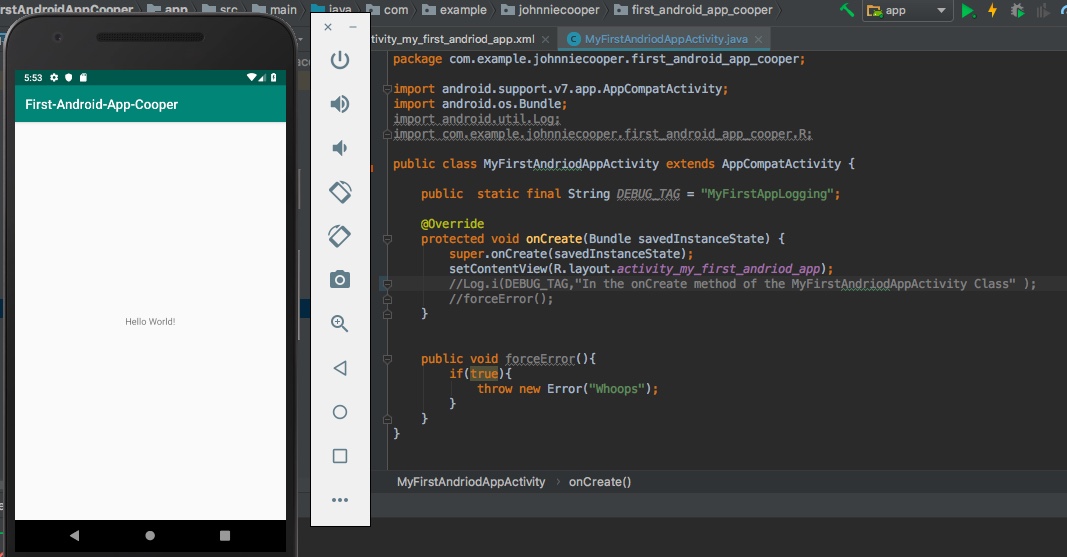 rstAndroidAppCooper app src main java com example johnniecooper first_android_app_cooper app
tivity_my_first_andriod_app.xml MyFirstAndriodAppActivity.java
5:53
First-Android-App-Cooper
Hello World!
package com.example.johnniecooper.first_android_app_cooper;
import android.support.v7.app.AppCompatActivity;
import android.os.Bundle;
import android.util.Log;
import com.example.johnniecooper.first_android_app_cooper.R;
public class MyFirstAndriodAppActivity extends AppCompatActivity {
public static final String DEBUG_TAG = "MyFirstAppLogging";
@Override
protected void onCreate(Bundle savedInstanceState) {
super.onCreate(savedInstanceState);
setContentView(R.layout.activity_my_first_andriod_app);
//Log.i(DEBUG_TAG,"In the onCreate method of the MyFirstAndriodAppActivity Class" );
//forceError();
}
public void forceError(){
if(true){
throw new Error("Whoops");
}
}
}
MyFirstAndriodAppActivity › onCreate()